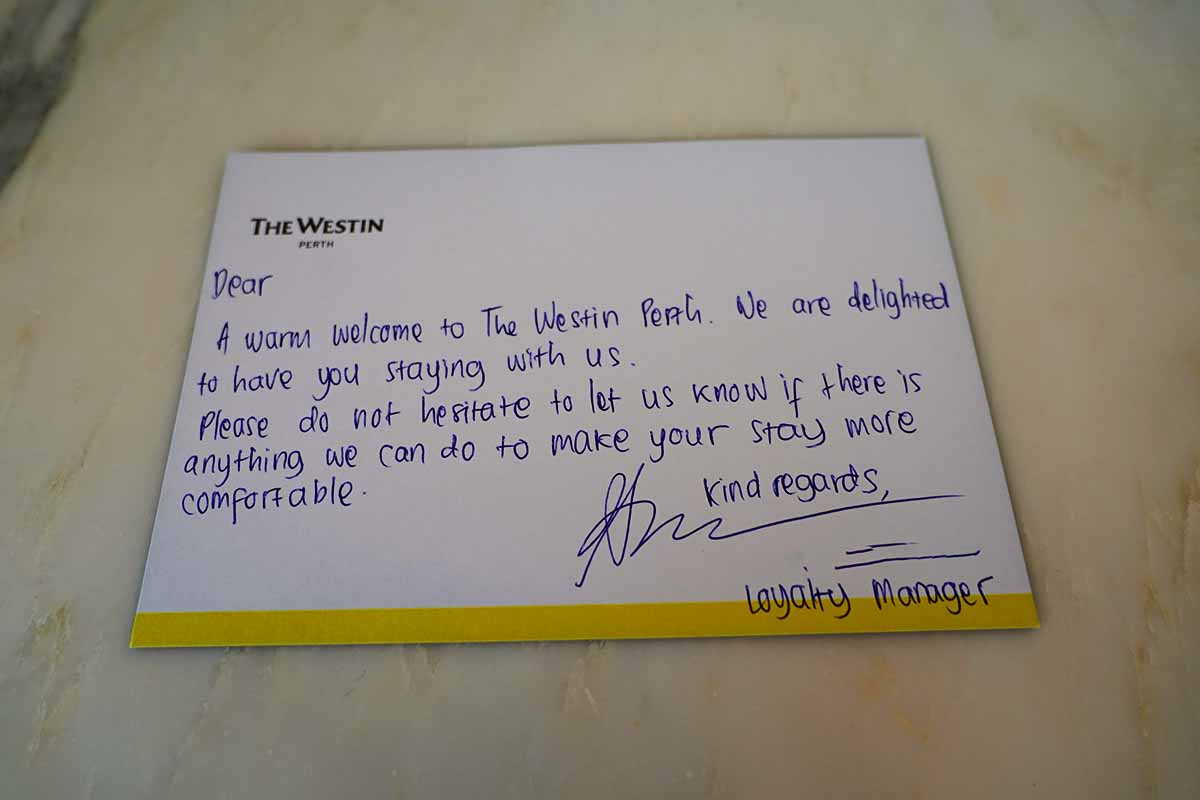 THE WESTIN
PERTH
Dear
A warm welcome to The Westin Perth. We are delighted
to have you staying with us.
Please do not hesitate to let us know if there is
anything we can do to make your stay more
comfortable.
Kind regards,
Loyalty Manager